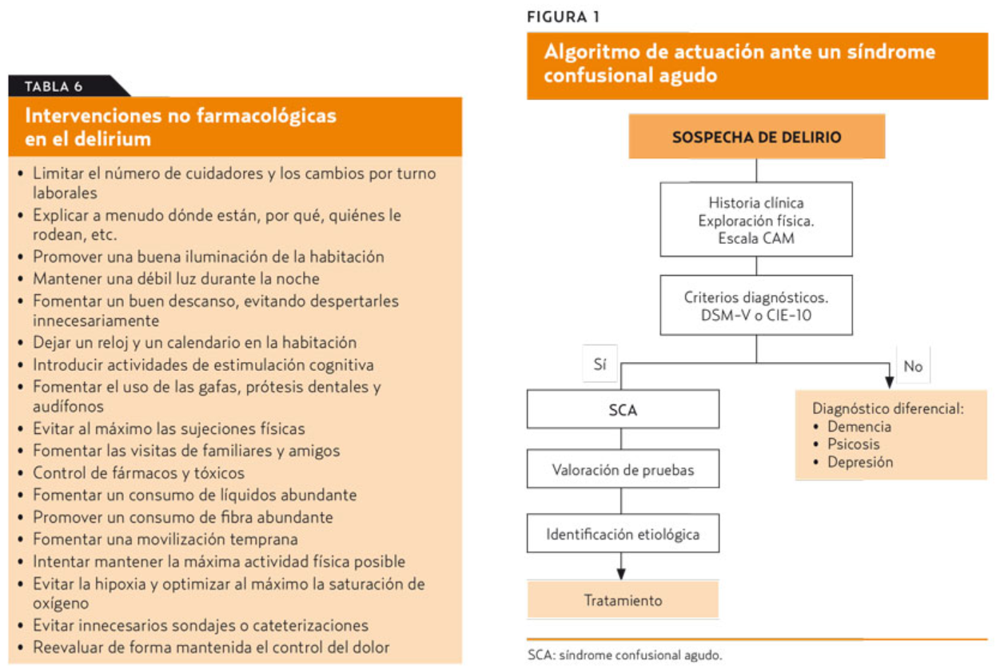 TABLA 6
Intervenciones no farmacológicas
en el delirium
• Limitar el número de cuidadores y los cambios por turno
laborales
• Explicar a menudo dónde están, por qué, quiénes le
rodean, etc.
• Promover una buena iluminación de la habitación
• Mantener una débil luz durante la noche
• Fomentar un buen descanso, evitando despertarles
innecesariamente
• Dejar un reloj y un calendario en la habitación
• Introducir actividades de estimulación cognitiva
• Fomentar el uso de las gafas, prótesis dentales y
audífonos
• Evitar al máximo las sujeciones físicas
• Fomentar las visitas de familiares y amigos
• Control de fármacos y tóxicos
• Fomentar un consumo de líquidos abundante
• Promover un consumo de fibra abundante
• Fomentar una movilización temprana
• Intentar mantener la máxima actividad física posible
• Evitar la hipoxia y optimizar al máximo la saturación de
oxígeno
• Evitar innecesarios sondajes o cateterizaciones
• Reevaluar de forma mantenida el control del dolor
FIGURA 1
Algoritmo de actuación ante un síndrome
confusional agudo
SOSPECHA DE DELIRIO
Historia clínica
Exploración física.
Escala CAM
Criterios diagnósticos.
DSM-V o CIE-10
Sí
No
SCA
Valoración de pruebas
Identificación etiológica
Tratamiento
Diagnóstico diferencial:
• Demencia
• Psicosis
• Depresión
SCA: síndrome confusional agudo.